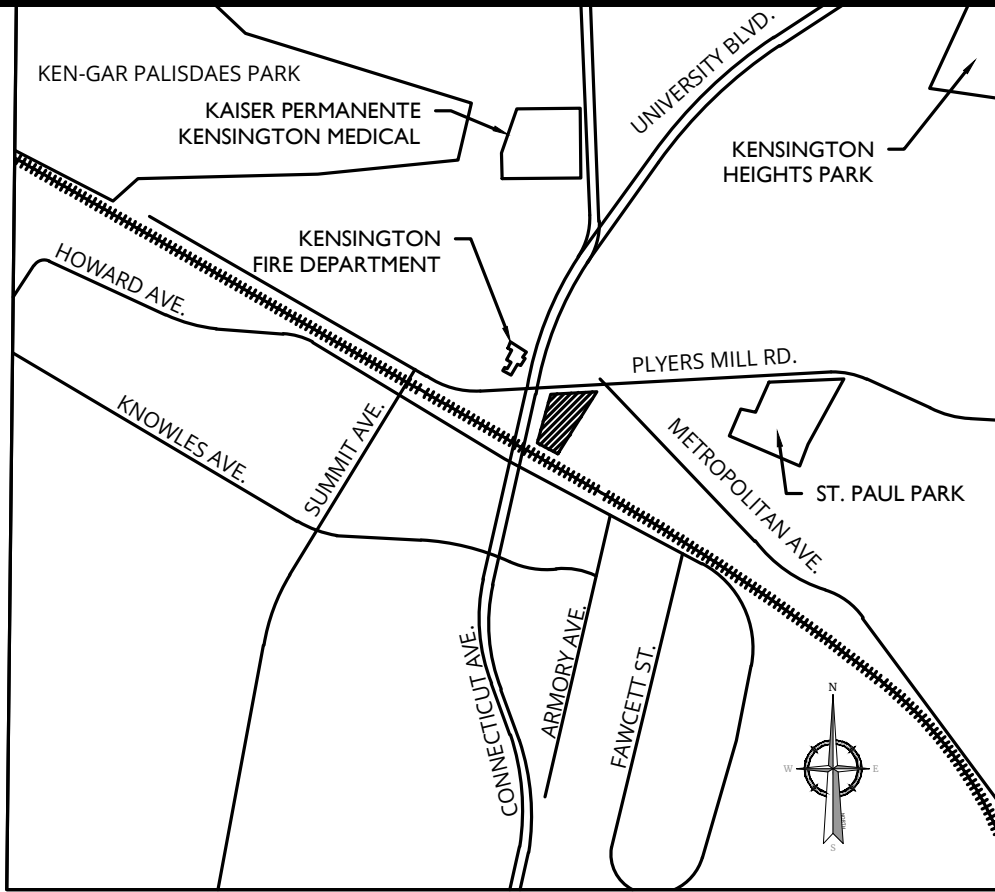 UNIVERSITY BLVD.
KEN-GAR PALISDAES PARK
KAISER PERMANENTE
KENSINGTON MEDICAL
KENSINGTON
HEIGHTS PARK
KENSINGTON
FIRE DEPARTMENT
HOWARD AVE.
PLYERS MILL RD.
KNOWLES AVE.
SUMMIT AVE.
METROPOLITAN AVE.
ST. PAUL PARK
CONNECTICUT AVE.
ARMORY AVE.
FAWCETT ST.
N
W
E
S